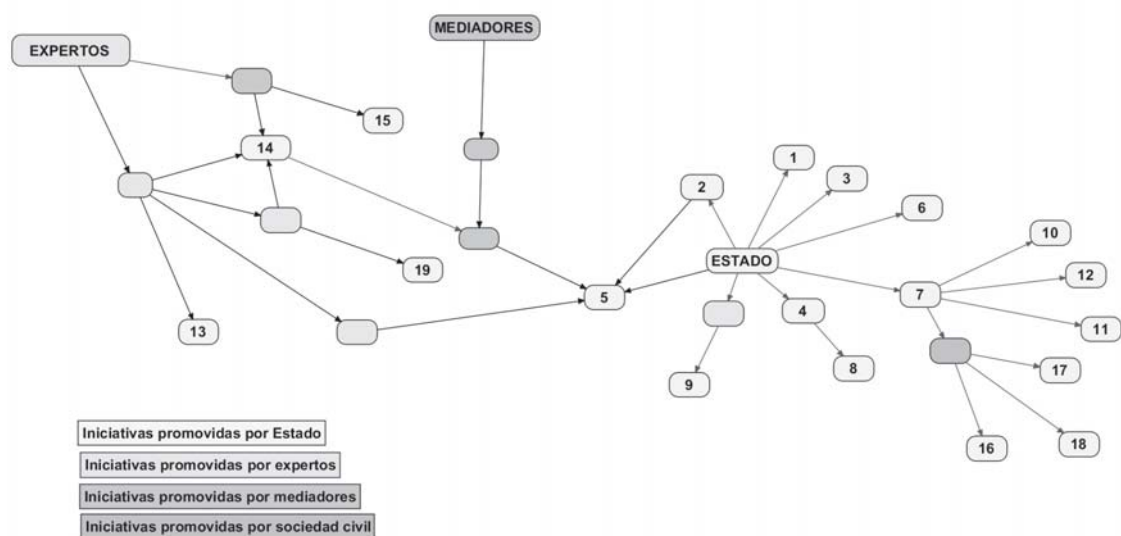 MEDIADORES
EXPERTOS
15
14
1
2
3
6
10
ESTADO
12
19
7
5
4
13
11
9
8
17
16
18
Iniciativas promovidas por Estado
Iniciativas promovidas por expertos
Iniciativas promovidas por mediadores
Iniciativas promovidas por sociedad civil